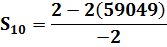 S₁₀ = (2 − 2(59049)) / −2